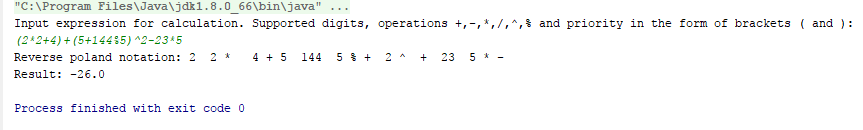 "C:\Program Files\Java\jdk1.8.0_66\bin\java" ...
Input expression for calculation. Supported digits, operations +,-,*,/,^,% and priority in the form of brackets ( and ):
(2*2+4)+(5+144%5)^2-23*5
Reverse poland notation: 2  2 *   4 + 5  144  5 % +  2 ^  +  23  5 * -
Result: -26.0
Process finished with exit code 0